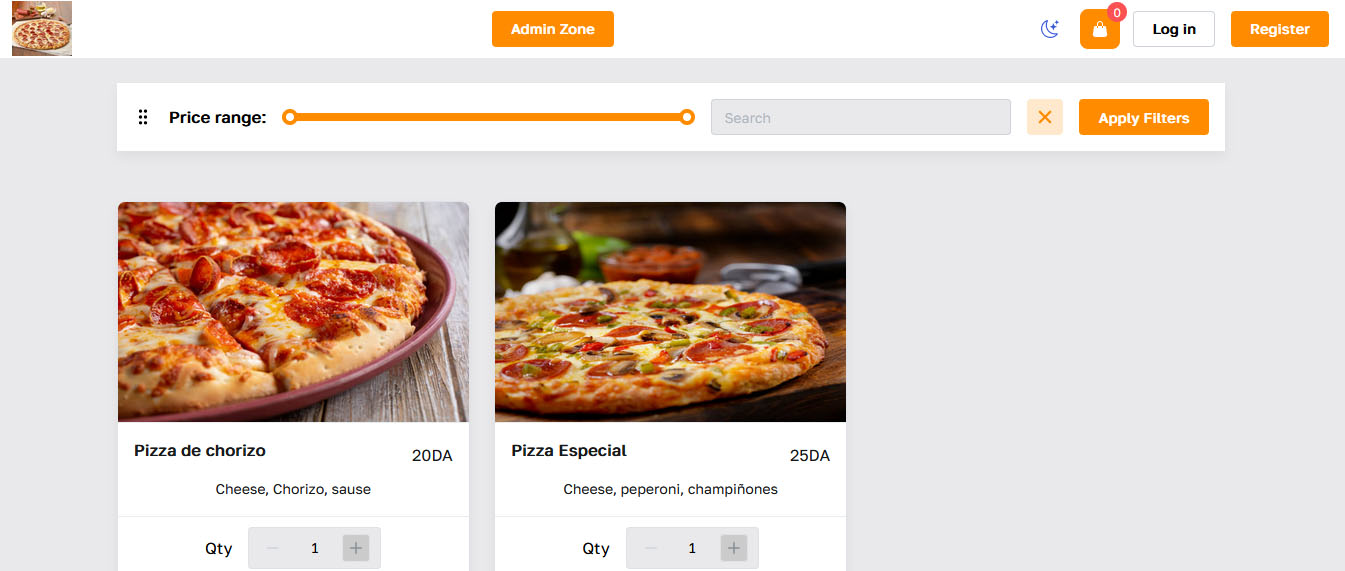 Admin Zone
0
Log in
Register
Price range:
Search
Apply Filters
Pizza de chorizo
20DA
Cheese, Chorizo, sause
Qty
1
Pizza Especial
25DA
Cheese, peperoni, champiñones
Qty
1